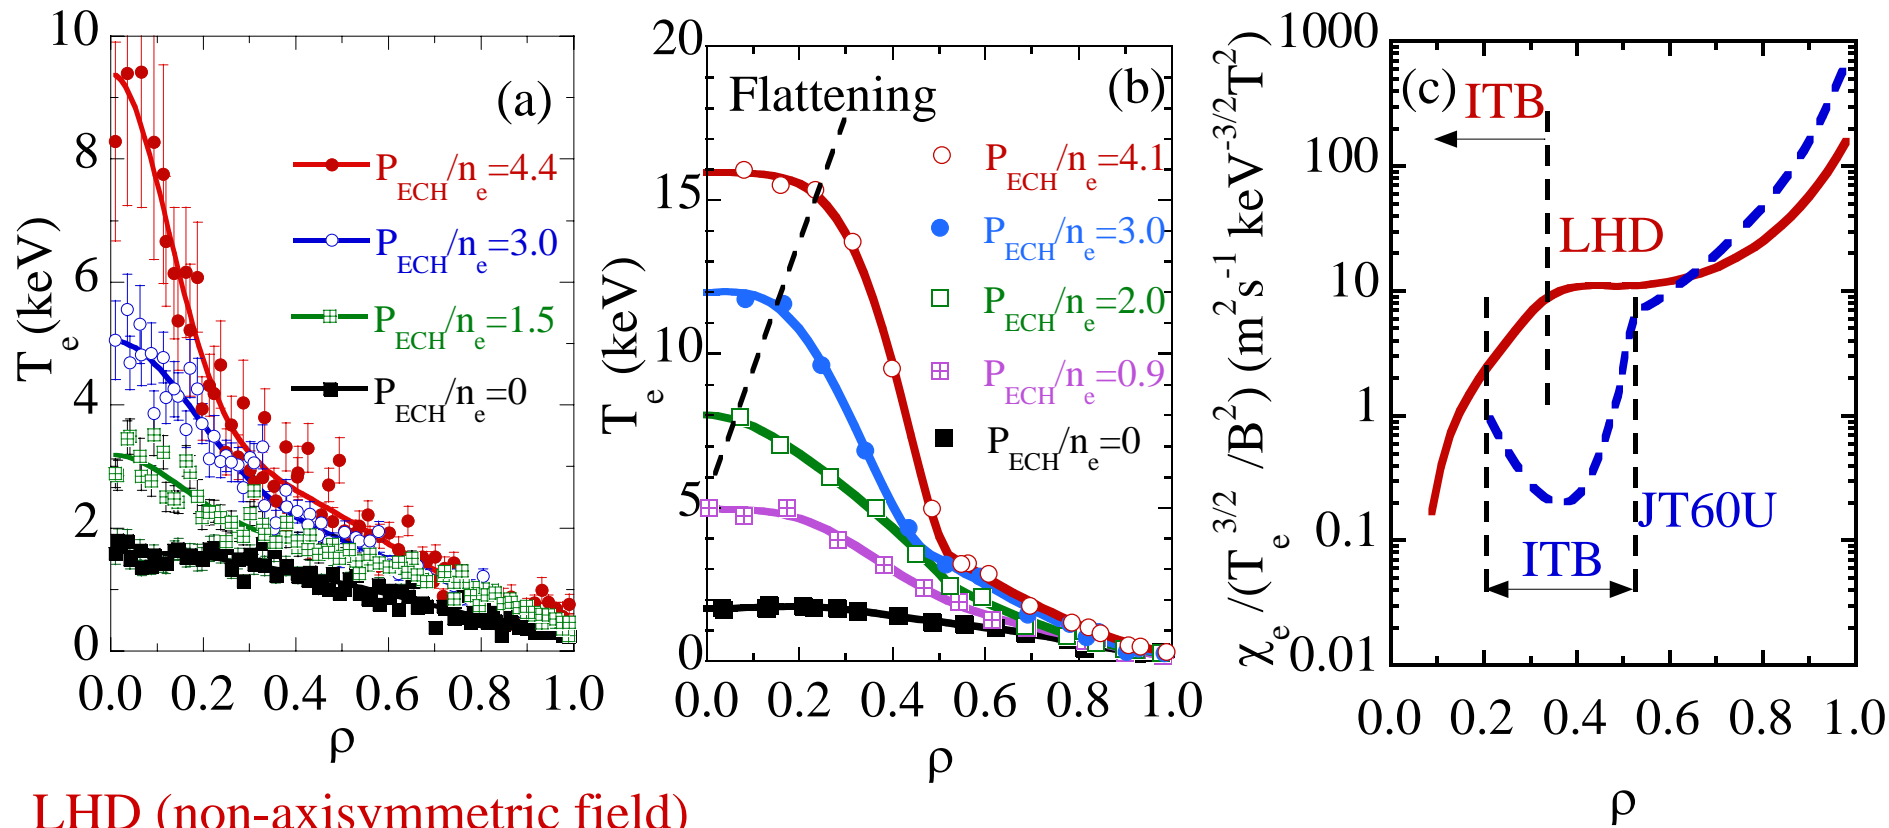 (a)
10
8
6
4
2
0
T_e (keV)
P_ECH/n_e=4.4
P_ECH/n_e=3.0
P_ECH/n_e=1.5
P_ECH/n_e=0
0.0 0.2 0.4 0.6 0.8 1.0
ρ
LHD (non-axisymmetric field)
(b)
Flattening
20
15
10
5
0
T_e (keV)
P_ECH/n_e=4.1
P_ECH/n_e=3.0
P_ECH/n_e=2.0
P_ECH/n_e=0.9
P_ECH/n_e=0
0.0 0.2 0.4 0.6 0.8 1.0
ρ
(c)
1000
100
10
1
0.1
0.01
χ_e/(T_e^3/2 /B^2) (m^2 s^-1 keV^-3/2 T^2)
ITB
LHD
JT60U
ITB
0.0 0.2 0.4 0.6 0.8 1.0
ρ